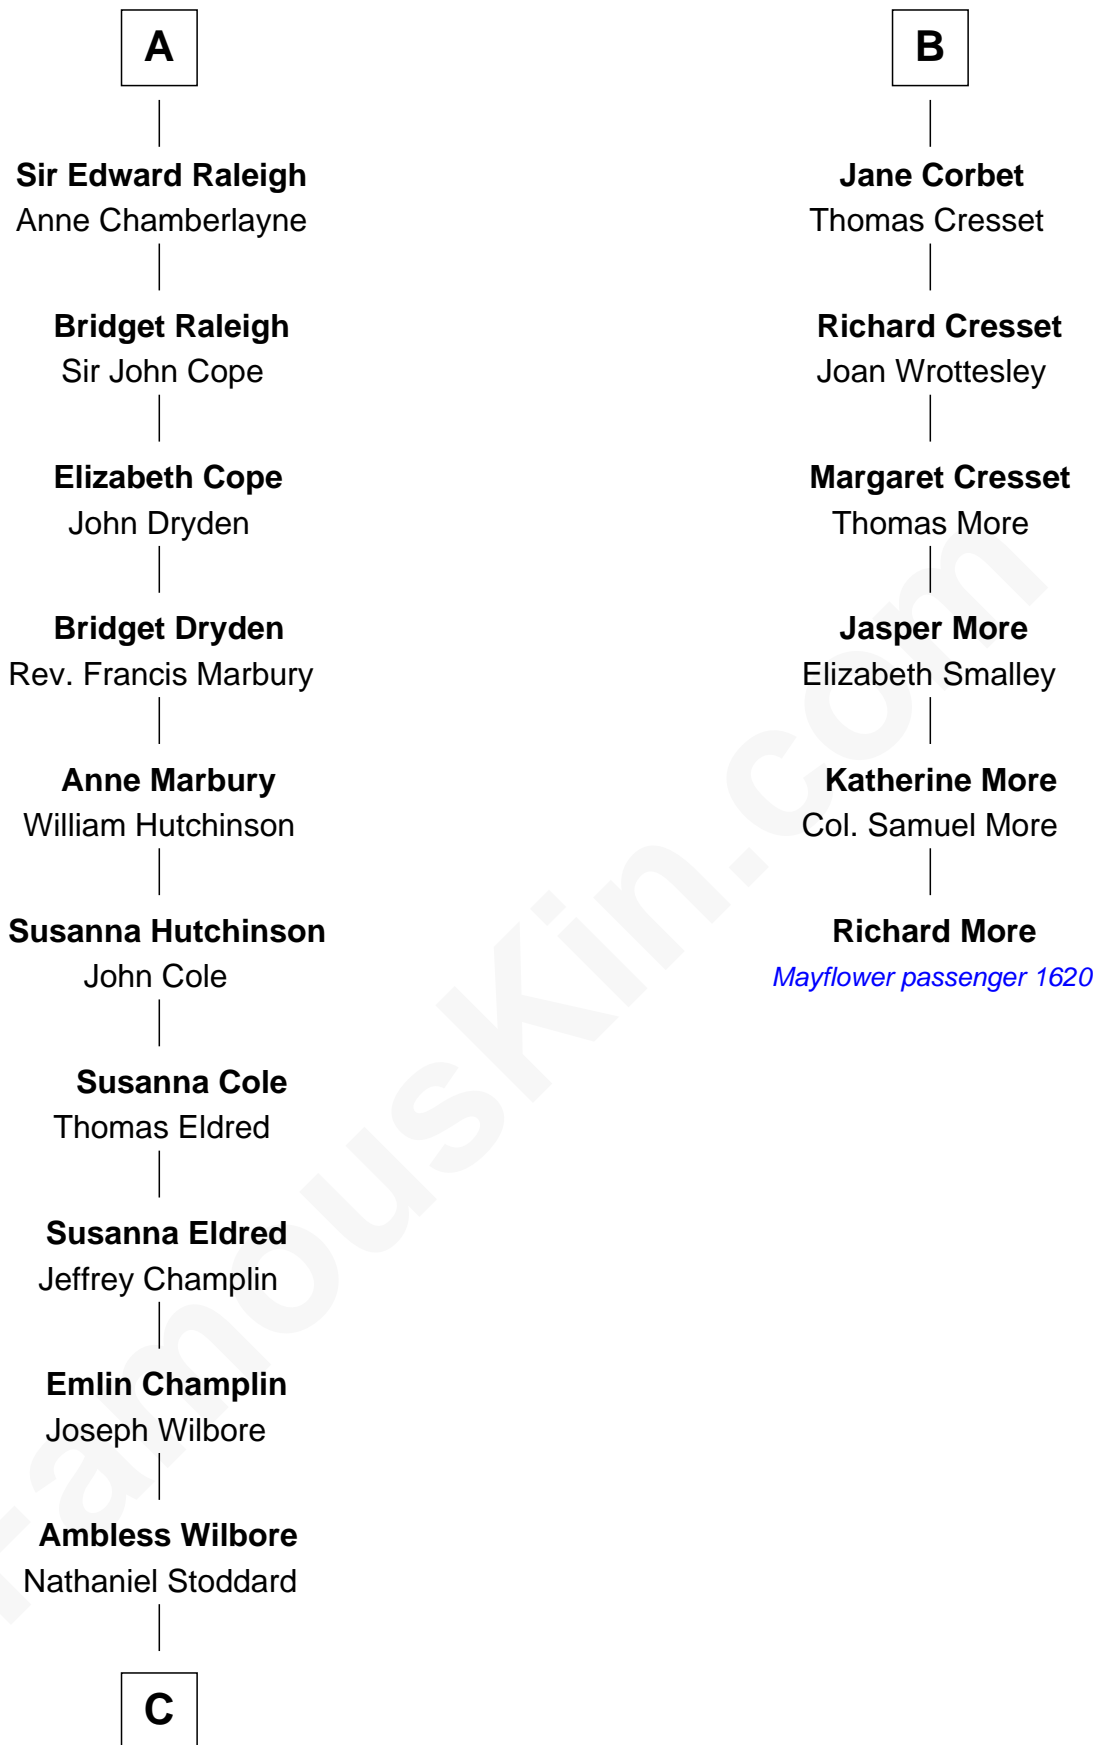 A
Sir Edward Raleigh
Anne Chamberlayne
Bridget Raleigh
Sir John Cope
Elizabeth Cope
John Dryden
Bridget Dryden
Rev. Francis Marbury
Anne Marbury
William Hutchinson
Susanna Hutchinson
John Cole
Susanna Cole
Thomas Eldred
Susanna Eldred
Jeffrey Champlin
Emlin Champlin
Joseph Wilbore
Ambless Wilbore
Nathaniel Stoddard
C
B
Jane Corbet
Thomas Cresset
Richard Cresset
Joan Wrottesley
Margaret Cresset
Thomas More
Jasper More
Elizabeth Smalley
Katherine More
Col. Samuel More
Richard More
Mayflower passenger 1620
FamousKin.com